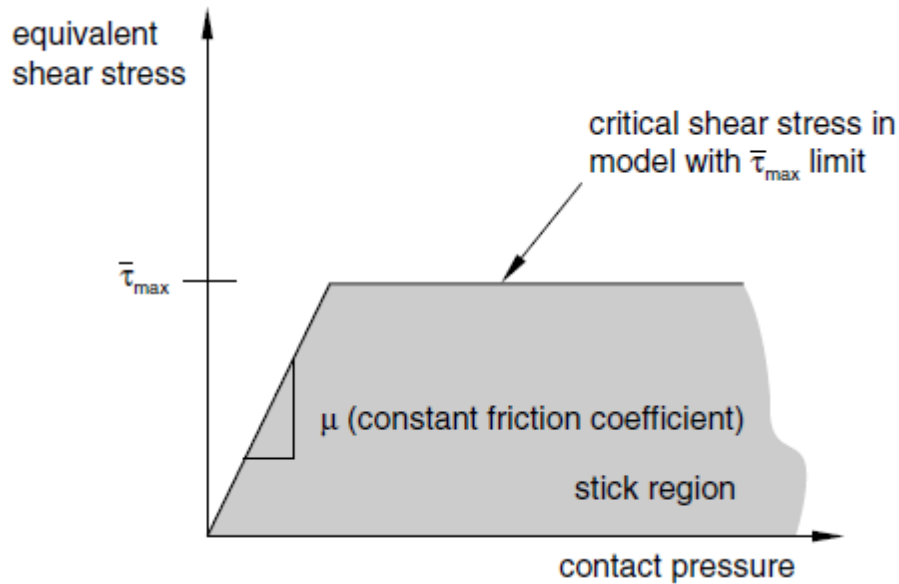 equivalent
shear stress
critical shear stress in
model with τ̄max limit
τ̄max
μ (constant friction coefficient)
stick region
contact pressure